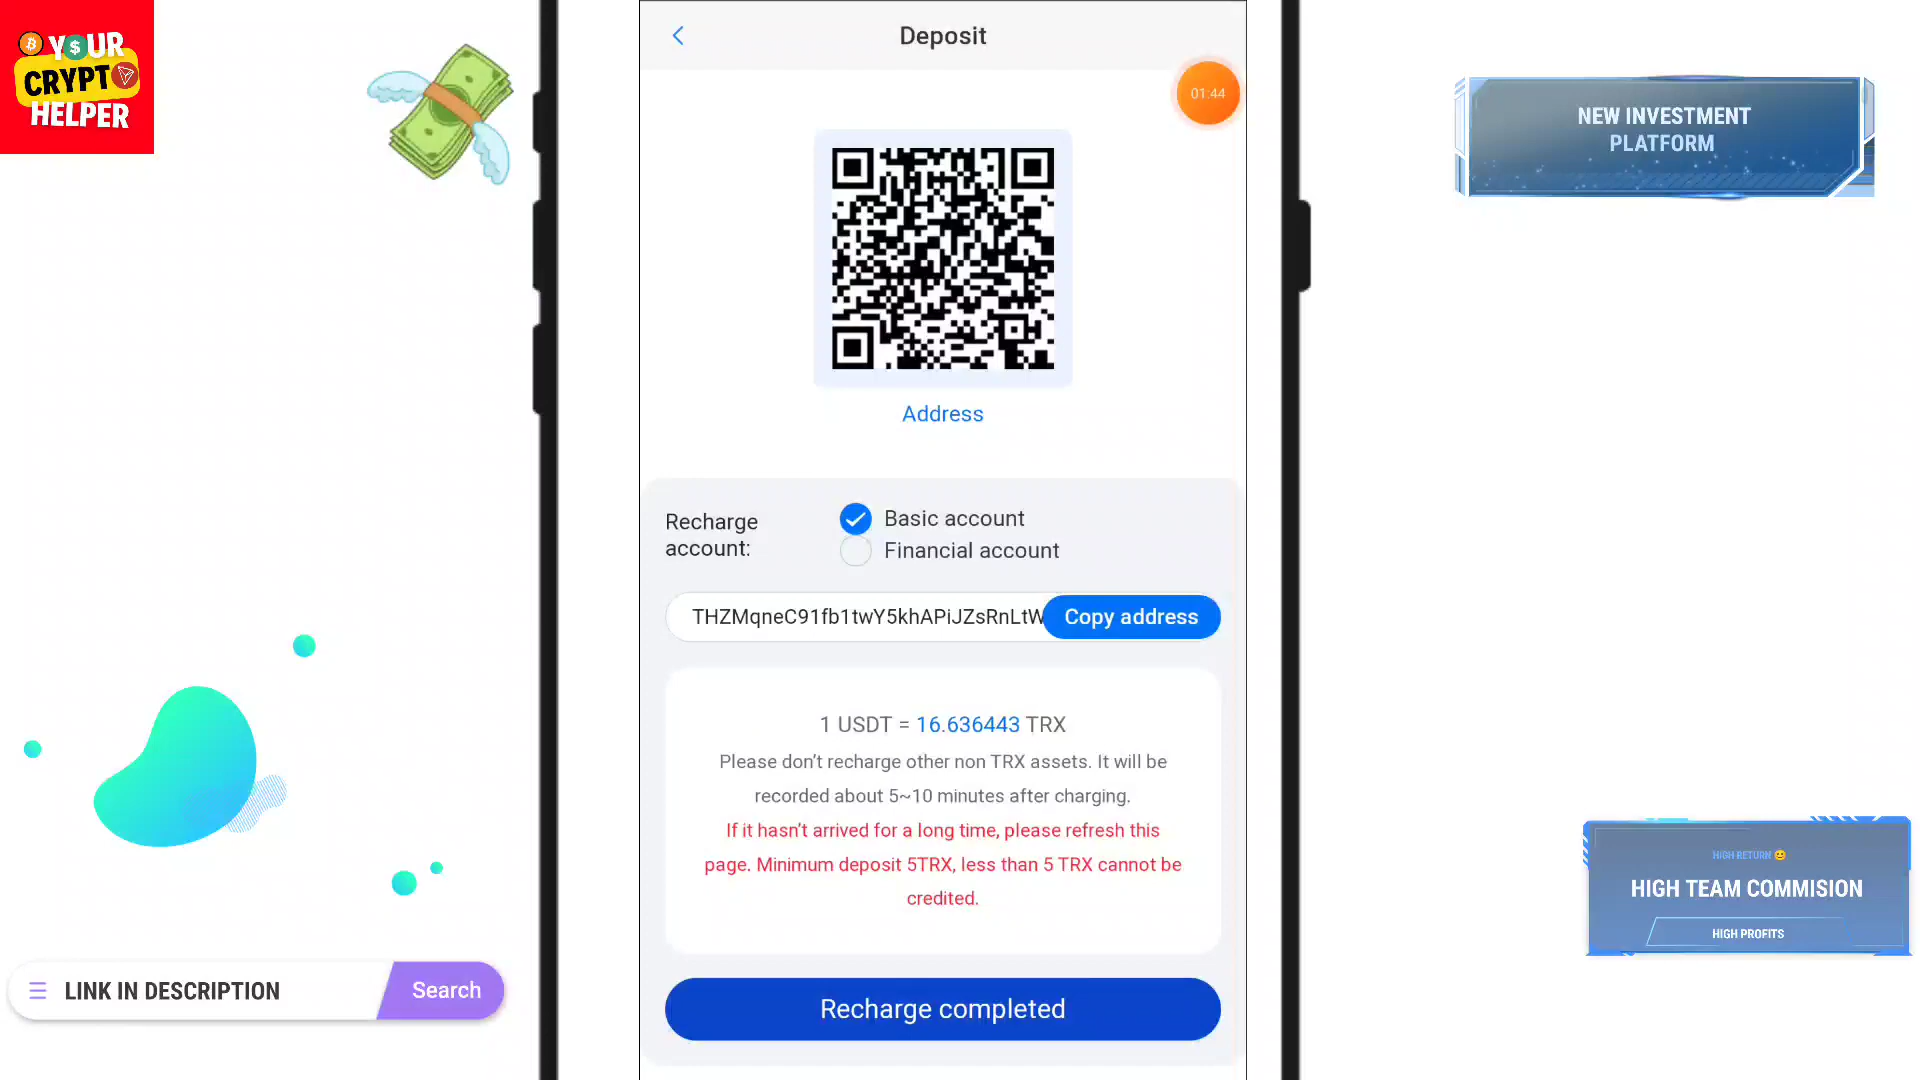 YOUR
CRYPTO
HELPER
Deposit
01:44
NEW INVESTMENT
PLATFORM
Address
Recharge
account:
Basic account
Financial account
THZMqneC91fb1twY5khAPiJZsRnLtW
Copy address
1 USDT = 16.636443 TRX
Please don't recharge other non TRX assets. It will be
recorded about 5~10 minutes after charging.
If it hasn't arrived for a long time, please refresh this
page. Minimum deposit 5TRX, less than 5 TRX cannot be
credited.
Recharge completed
HIGH RETURN 😊
HIGH TEAM COMMISION
HIGH PROFITS
LINK IN DESCRIPTION
Search